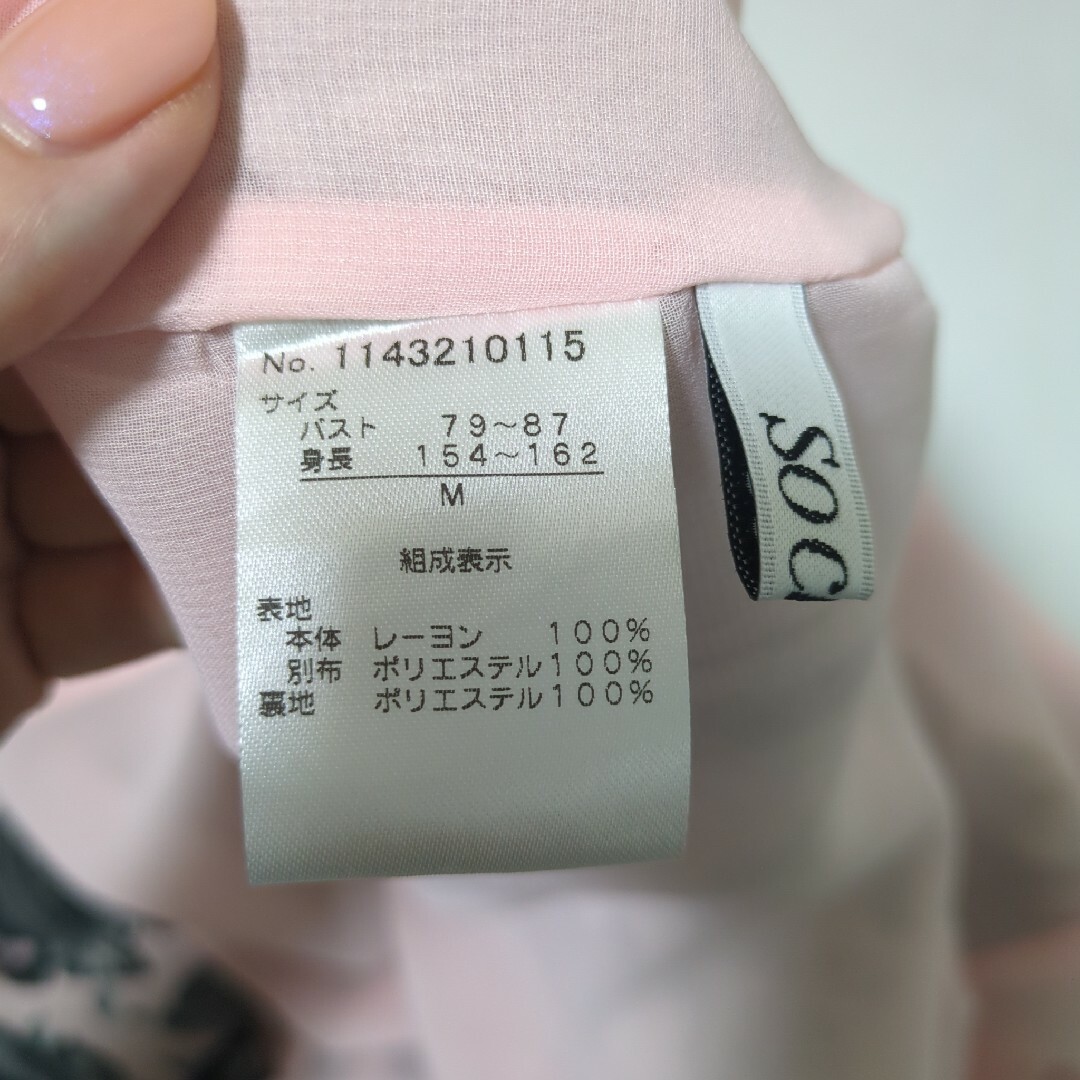 No. 1143210115
サイズ
バスト 79～87
身長 154～162
M
組成表示
表地
本体 レーヨン 100%
別布 ポリエステル100%
裏地 ポリエステル100%
SO